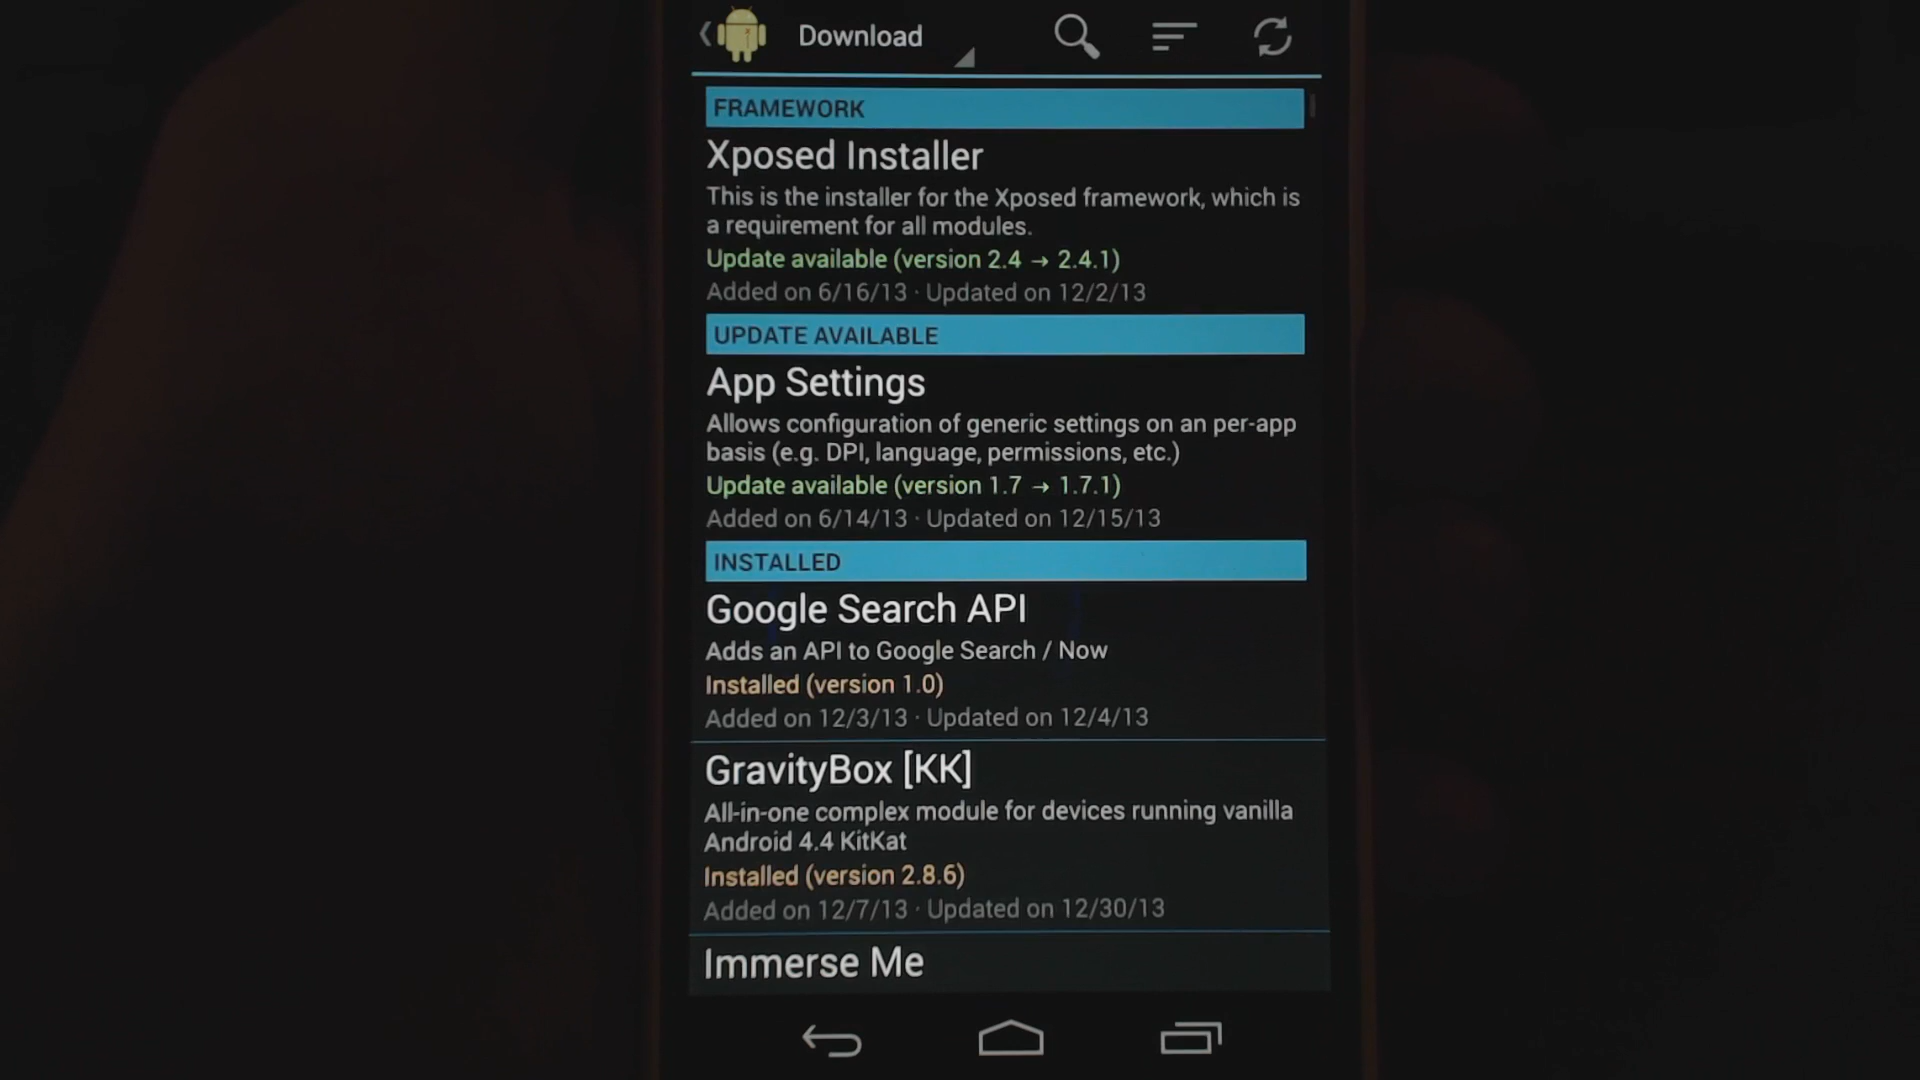 Download
FRAMEWORK
Xposed Installer
This is the installer for the Xposed framework, which is
a requirement for all modules.
Update available (version 2.4 → 2.4.1)
Added on 6/16/13 · Updated on 12/2/13
UPDATE AVAILABLE
App Settings
Allows configuration of generic settings on an per-app
basis (e.g. DPI, language, permissions, etc.)
Update available (version 1.7 → 1.7.1)
Added on 6/14/13 · Updated on 12/15/13
INSTALLED
Google Search API
Adds an API to Google Search / Now
Installed (version 1.0)
Added on 12/3/13 · Updated on 12/4/13
GravityBox [KK]
All-in-one complex module for devices running vanilla
Android 4.4 KitKat
Installed (version 2.8.6)
Added on 12/7/13 · Updated on 12/30/13
Immerse Me